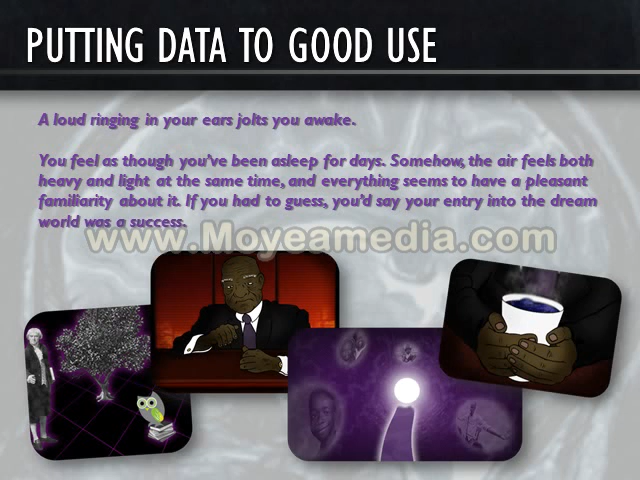 PUTTING DATA TO GOOD USE
A loud ringing in your ears jolts you awake.
You feel as though you've been asleep for days. Somehow, the air feels both
heavy and light at the same time, and everything seems to have a pleasant
familiarity about it. If you had to guess, you'd say your entry into the dream
world was a success.
www.Moyeamedia.com